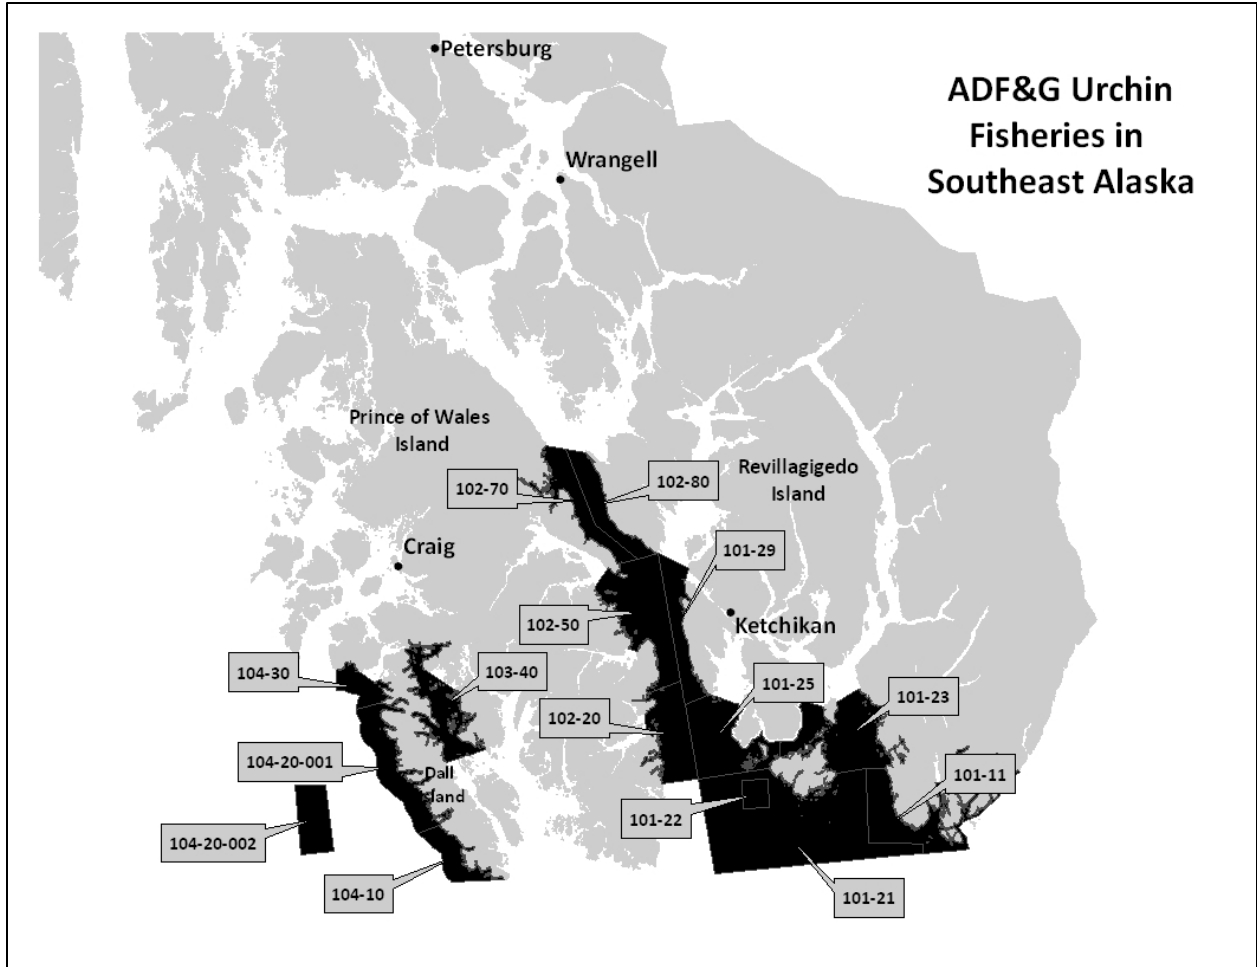 Petersburg
ADF&G Urchin
Fisheries in
Southeast Alaska
Wrangell
Prince of Wales
Island
Revillagigedo
Island
102-70
102-80
Craig
101-29
Ketchikan
102-50
104-30
103-40
101-25
101-23
102-20
104-20-001
Dall
sland
101-11
101-22
104-20-002
104-10
101-21